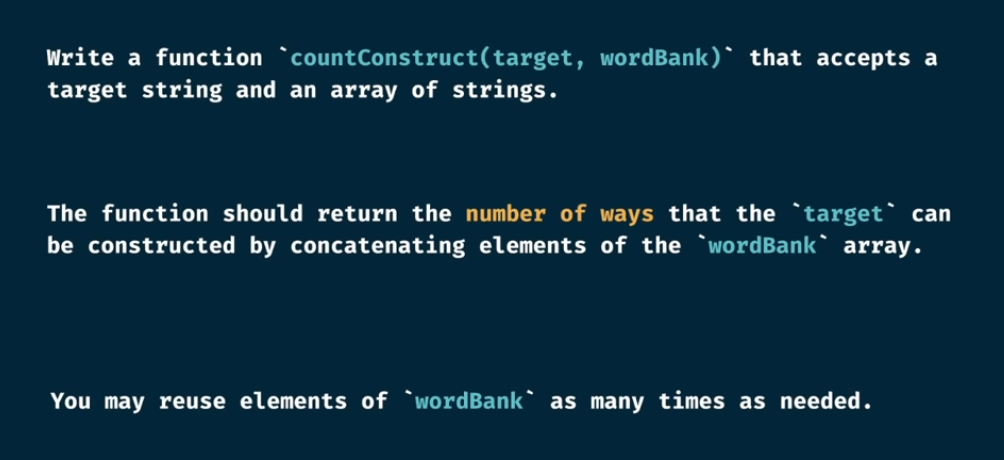 Write a function `countConstruct(target, wordBank)` that accepts a
target string and an array of strings.
The function should return the number of ways that the `target` can
be constructed by concatenating elements of the `wordBank` array.
You may reuse elements of `wordBank` as many times as needed.